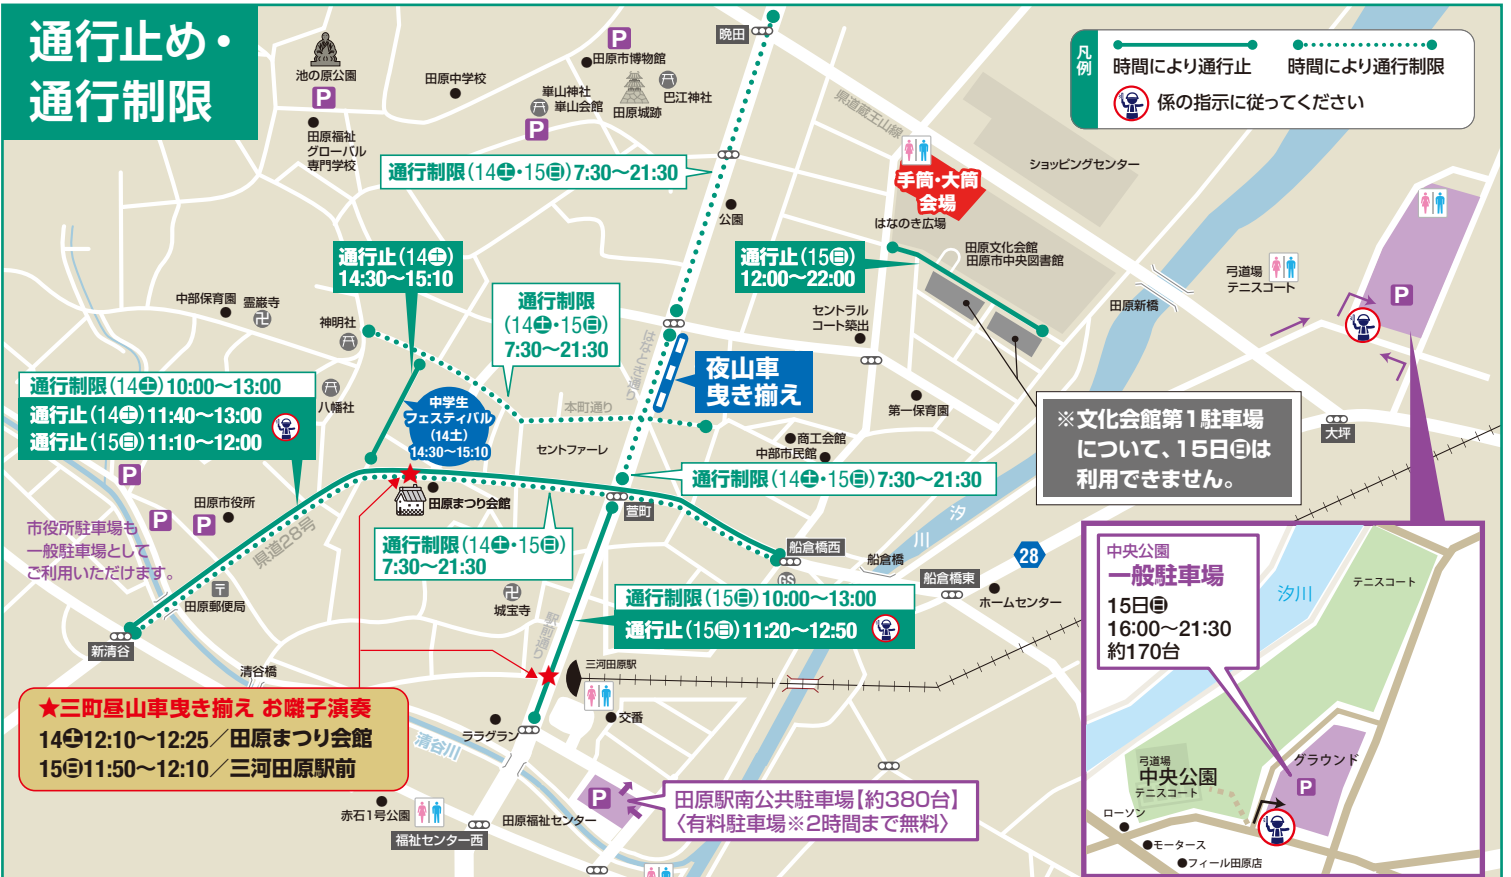 通行止め・
通行制限
凡例
時間により通行止
時間により通行制限
係の指示に従ってください
池の原公園
P
田原福祉
グローバル
専門学校
田原中学校
P
田原市博物館
崋山神社
崋山会館
P
田原城跡
巴江神社
晩田
県道蔵王山線
ショッピングセンター
通行制限(14土・15日)7:30〜21:30
公園
手筒・大筒
会場
はなのき広場
田原文化会館
田原市中央図書館
通行止(14土)
14:30〜15:10
通行止(15日)
12:00〜22:00
弓道場
テニスコート
田原新橋
P
中部保育園
霊巌寺
神明社
通行制限
(14土・15日)
7:30〜21:30
はなとき通り
セントラル
コート築出
夜山車
曳き揃え
通行制限(14土)10:00〜13:00
通行止(14土)11:40〜13:00
通行止(15日)11:10〜12:00
八幡社
中学生
フェスティバル
(14土)
14:30〜15:10
本町通り
セントファーレ
第一保育園
商工会館
中部市民館
※文化会館第1駐車場
について、15日日は
利用できません。
大坪
P
田原市役所
P
P
市役所駐車場も
一般駐車場として
ご利用いただけます。
県道28号
田原まつり会館
萱町
通行制限(14土・15日)7:30〜21:30
通行制限(14土・15日)
7:30〜21:30
船倉橋西
GS
船倉橋
汐
川
28
船倉橋東
ホームセンター
田原郵便局
城宝寺
駅前通り
通行制限(15日)10:00〜13:00
通行止(15日)11:20〜12:50
新清谷
清谷橋
三河田原駅
交番
★三町昼山車曳き揃え お囃子演奏
14土12:10〜12:25/田原まつり会館
15日11:50〜12:10/三河田原駅前
ララグラン
清谷川
赤石1号公園
福祉センター西
田原福祉センター
P
田原駅南公共駐車場【約380台】
〈有料駐車場※2時間まで無料〉
中央公園
一般駐車場
15日日
16:00〜21:30
約170台
汐川
テニスコート
グラウンド
P
弓道場
中央公園
テニスコート
ローソン
モータース
フィール田原店